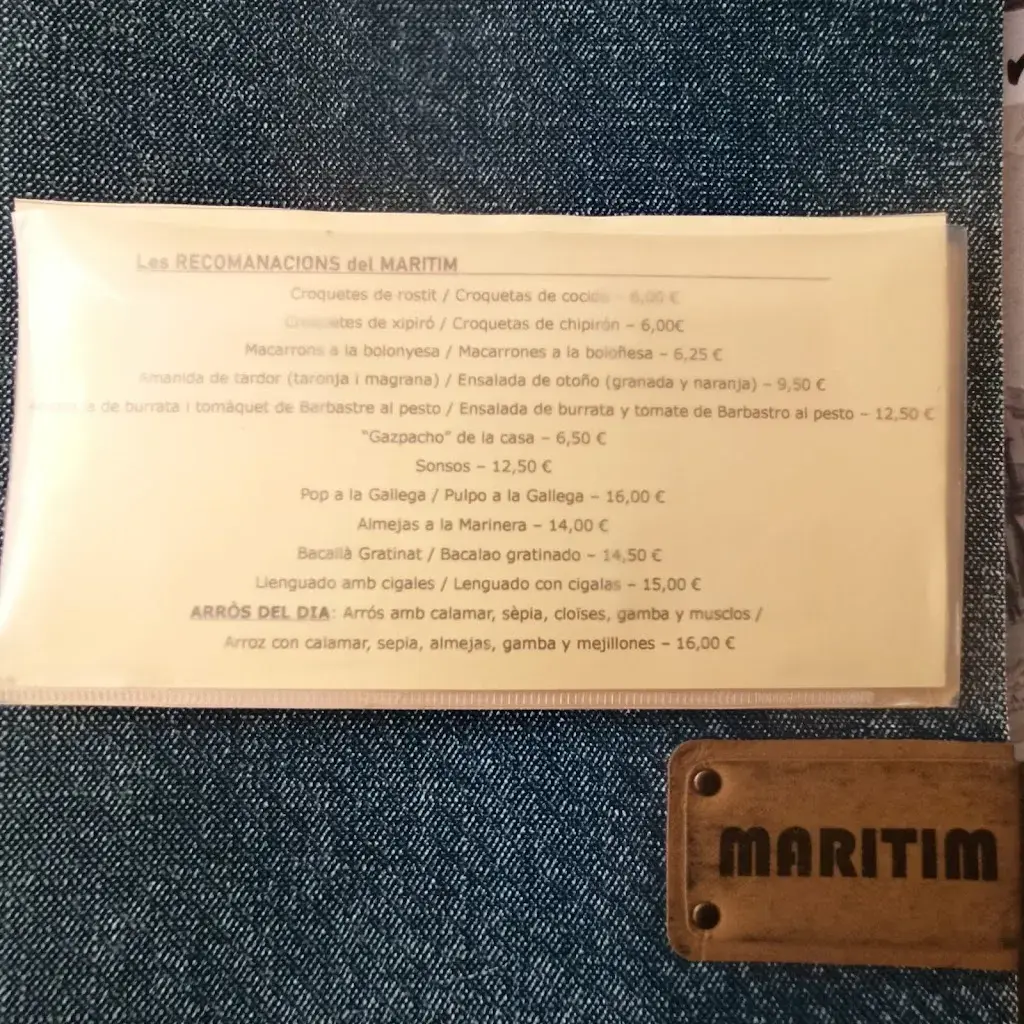 Les RECOMANACIONS del MARITIM
Croquetes de rostit / Croquetas de cocido - 6,00 €
Croquetes de xipiró / Croquetas de chipirón – 6,00€
Macarrons a la bolonyesa / Macarrones a la boloñesa – 6,25 €
Amanida de tardor (taronja i magrana) / Ensalada de otoño (granada y naranja) – 9,50 €
de burrata i tomàquet de Barbastre al pesto / Ensalada de burrata y tomate de Barbastro al pesto – 12,50 €
"Gazpacho" de la casa – 6,50 €
Sonsos – 12,50 €
Pop a la Gallega / Pulpo a la Gallega – 16,00 €
Almejas a la Marinera – 14,00 €
Bacallà Gratinat / Bacalao gratinado – 14,50 €
Llenguado amb cigales / Lenguado con cigalas – 15,00 €
ARRÒS DEL DIA: Arrós amb calamar, sèpia, cloïses, gamba y musclos /
Arroz con calamar, sepia, almejas, gamba y mejillones – 16,00 €
MARITIM